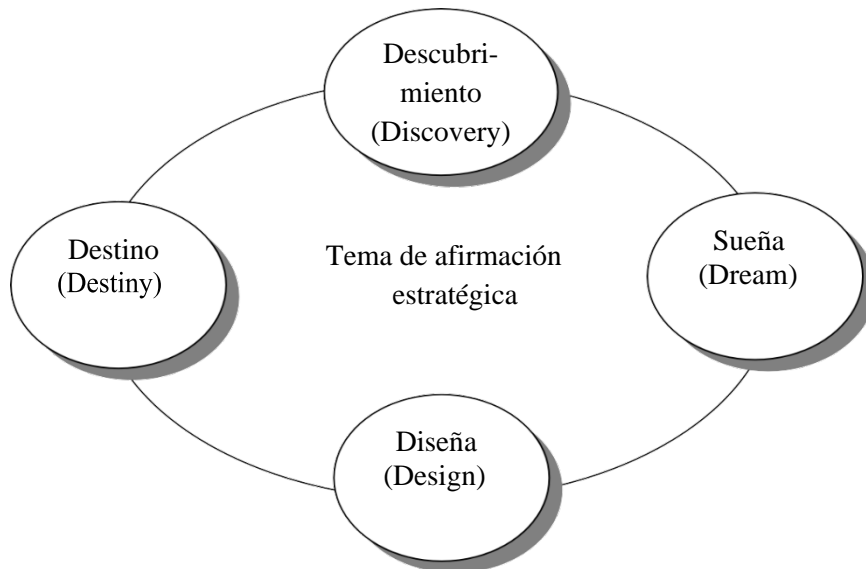 Descubri-
miento
(Discovery)
Destino
(Destiny)
Tema de afirmación
estratégica
Sueña
(Dream)
Diseña
(Design)